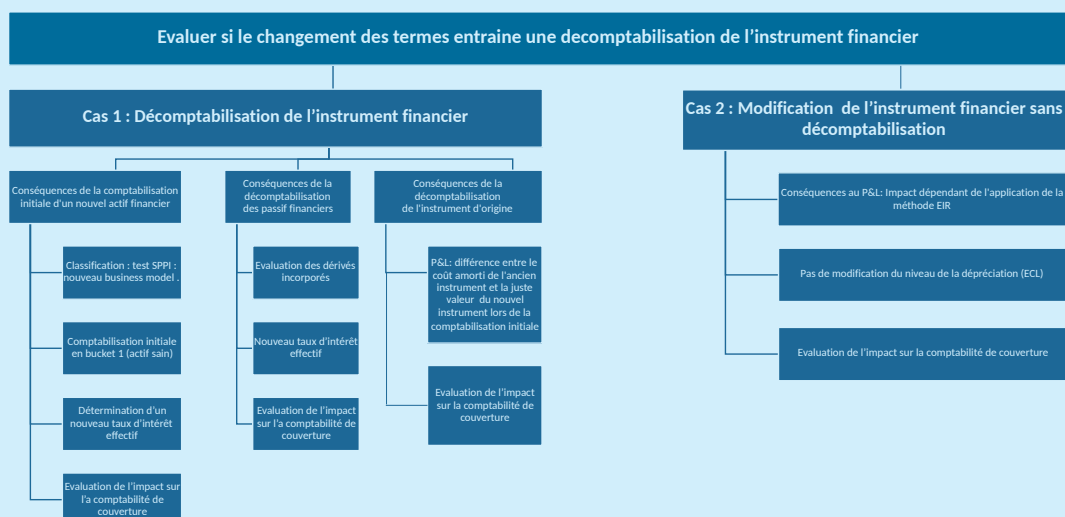 Evaluer si le changement des termes entraine une decomptabilisation de l'instrument financier
Cas 1 : Décomptabilisation de l'instrument financier
Cas 2 : Modification de l'instrument financier sans
décomptabilisation
Conséquences de la comptabilisation
initiale d'un nouvel actif financier
Classification : test SPPI :
nouveau business model .
Comptabilisation initiale
en bucket 1 (actif sain)
Détermination d'un
nouveau taux d'intérêt
effectif
Evaluation de l'impact sur
l'a comptabilité de
couverture
Conséquences de la
décomptabilisation
des passif financiers
Evaluation des dérivés
incorporés
Nouveau taux d'intérêt
effectif
Evaluation de l'impact
sur l'a comptabilité de
couverture
Conséquences de la
décomptabilisation
de l'instrument d'origine
P&L: différence entre le
coût amorti de l'ancien
instrument et la juste
valeur du nouvel
instrument lors de la
comptabilisation initiale
Evaluation de l'impact
sur la comptabilité de
couverture
Conséquences au P&L: Impact dépendant de l'application de la
méthode EIR
Pas de modification du niveau de la dépréciation (ECL)
Evaluation de l'impact sur la comptabilité de couverture